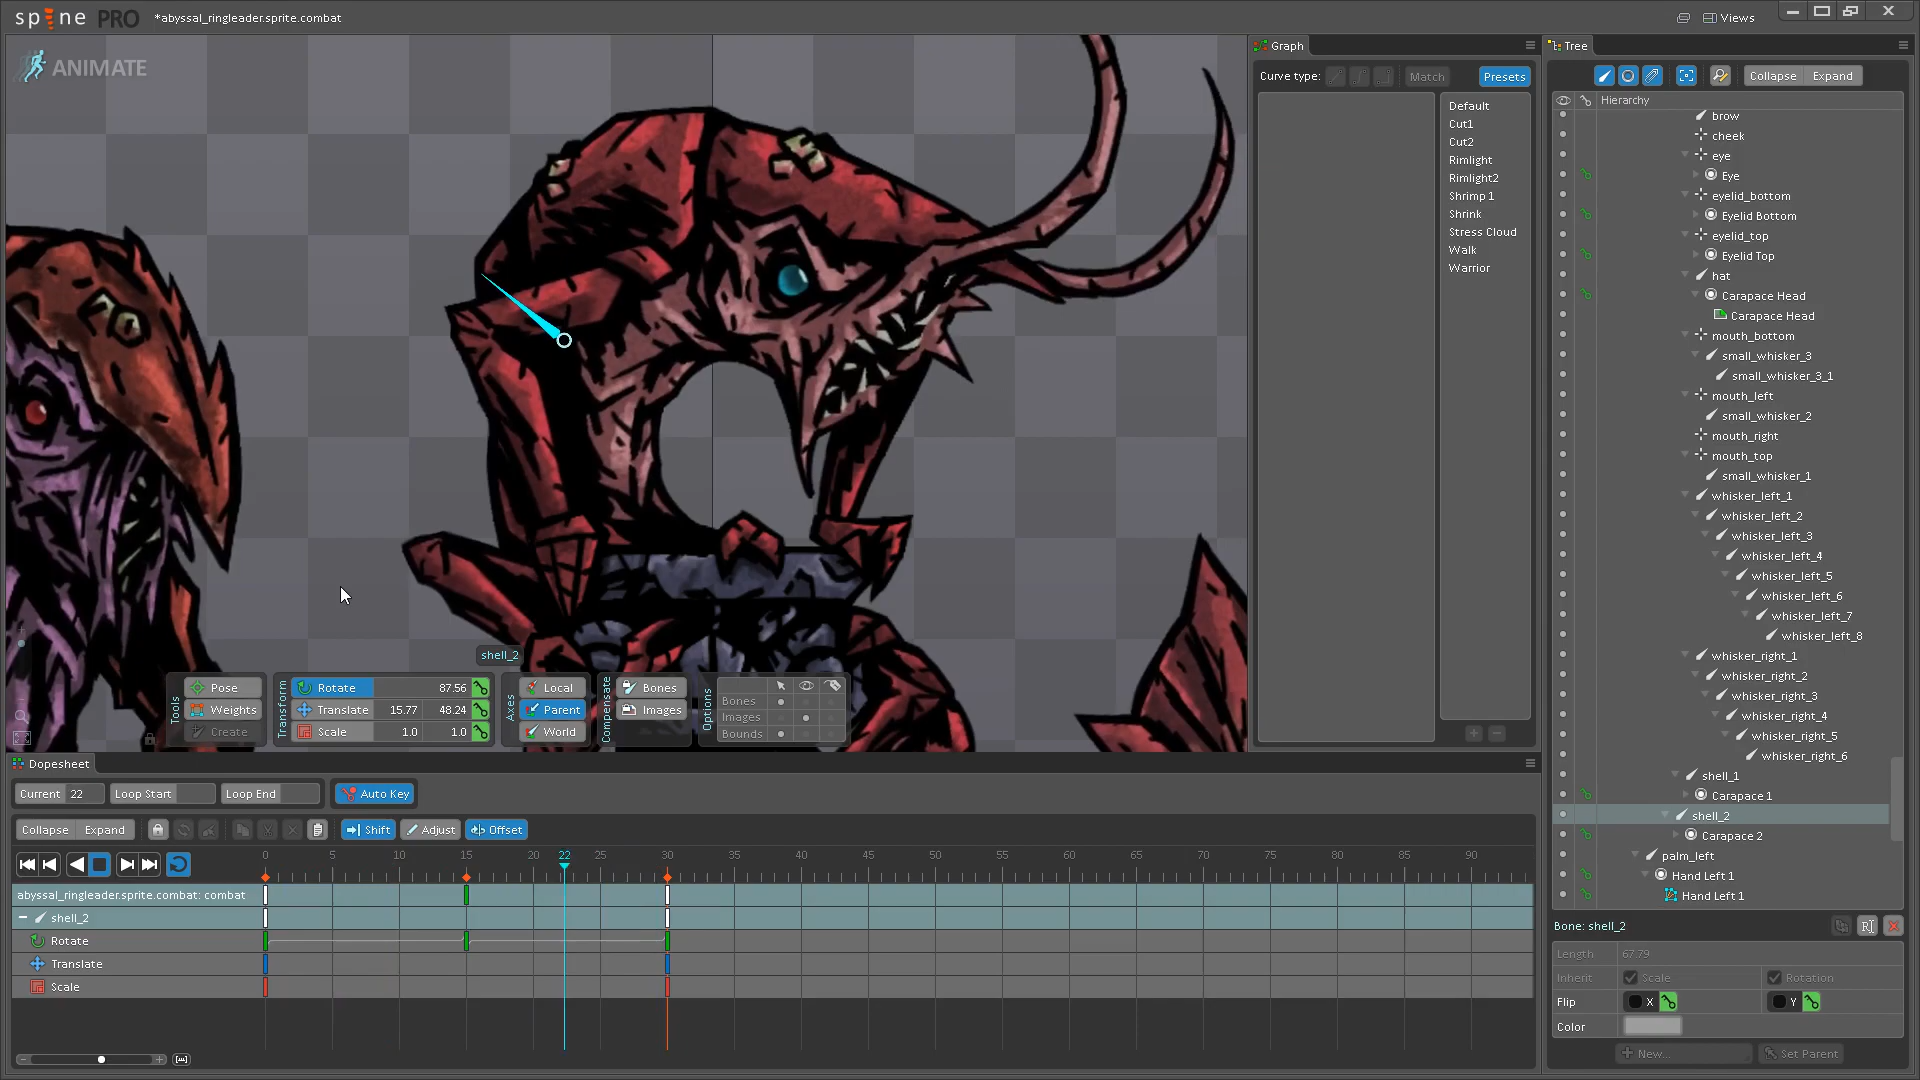 spine PRO *abyssal_ringleader.sprite.combat
Views
ANIMATE
Graph
Tree
Curve type:
Match
Presets
Collapse
Expand
Hierarchy
Default
Cut1
Cut2
Rimlight
Rimlight2
Shrimp 1
Shrink
Stress Cloud
Walk
Warrior
brow
cheek
eye
Eye
eyelid_bottom
Eyelid Bottom
eyelid_top
Eyelid Top
hat
Carapace Head
Carapace Head
mouth_bottom
small_whisker_3
small_whisker_3_1
mouth_left
small_whisker_2
mouth_right
mouth_top
small_whisker_1
whisker_left_1
whisker_left_2
whisker_left_3
whisker_left_4
whisker_left_5
whisker_left_6
whisker_left_7
whisker_left_8
whisker_right_1
whisker_right_2
whisker_right_3
whisker_right_4
whisker_right_5
whisker_right_6
shell_1
Carapace 1
shell_2
Carapace 2
palm_left
Hand Left 1
Hand Left 1
shell_2
Tools
Pose
Weights
Create
Transform
Rotate 87.56
Translate 15.77 48.24
Scale 1.0 1.0
Axes
Local
Parent
World
Compensate
Bones
Images
Options
Bones
Images
Bounds
Dopesheet
Current 22
Loop Start
Loop End
Auto Key
Collapse
Expand
Shift
Adjust
Offset
0 5 10 15 20 22 25 30 35 40 45 50 55 60 65 70 75 80 85 90
abyssal_ringleader.sprite.combat: combat
shell_2
Rotate
Translate
Scale
Bone: shell_2
Length 67.79
Inherit Scale Rotation
Flip X Y
Color
New...
Set Parent